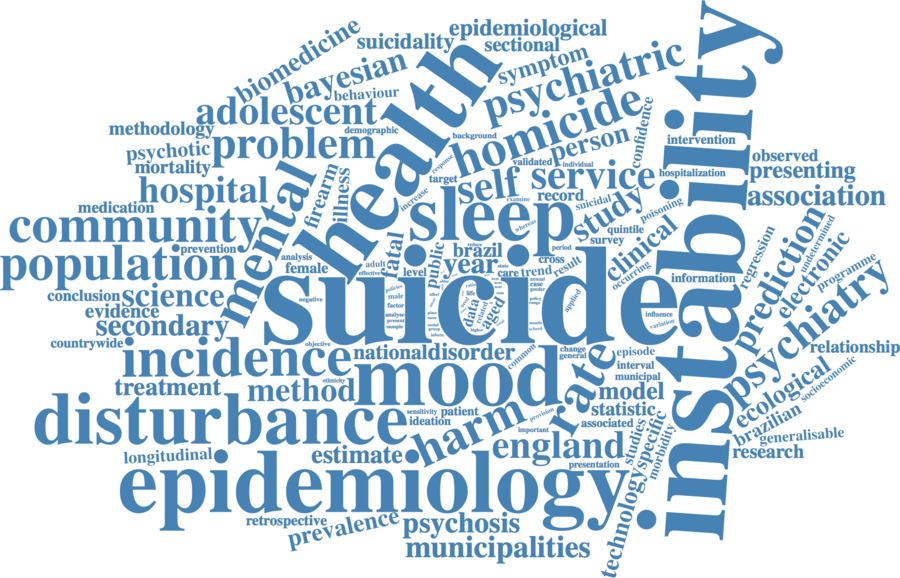 epidemiological
biomedicine
suicidality
sectional
bayesian
symptom
instability
health
behaviour
psychiatric
adolescent
methodology
demographic
problem
homicide
background
confidence
psychotic
person
intervention
response
validated
individual
mortality
observed
presenting
hospital
mental
firearm
illness
target
self
service
hospitalization
association
increase
examine
record
suicidal
study
poisoning
medication
community
sleep
whereas
quintile
survey
clinical
prediction
undetermined
regression
electronic
fatal
public
brazil
period
cross
population
prevention
analysis
female
adult
effective
level
year
care
trend
result
occurring
information
programme
conclusion
science
negative
suicide
policies
male
factor
analyse
present
sample
life
data
related
aged
case
gender
policy
range
applied
influence
variation
psychiatry
evidence
secondary
countrywide
objective
incidence
national
disorder
common
change
general
rate
episode
interval
municipal
relationship
treatment
method
ethnicity
mood
model
ecological
socioeconomic
disturbance
sensitivity
patient
ideation
harm
provision
important
statistic
associated
brazilian
generalisable
research
longitudinal
estimate
england
studies
specific
morbidity
presentation
epidemiology
technology
retrospective
prevalence
psychosis
municipalities